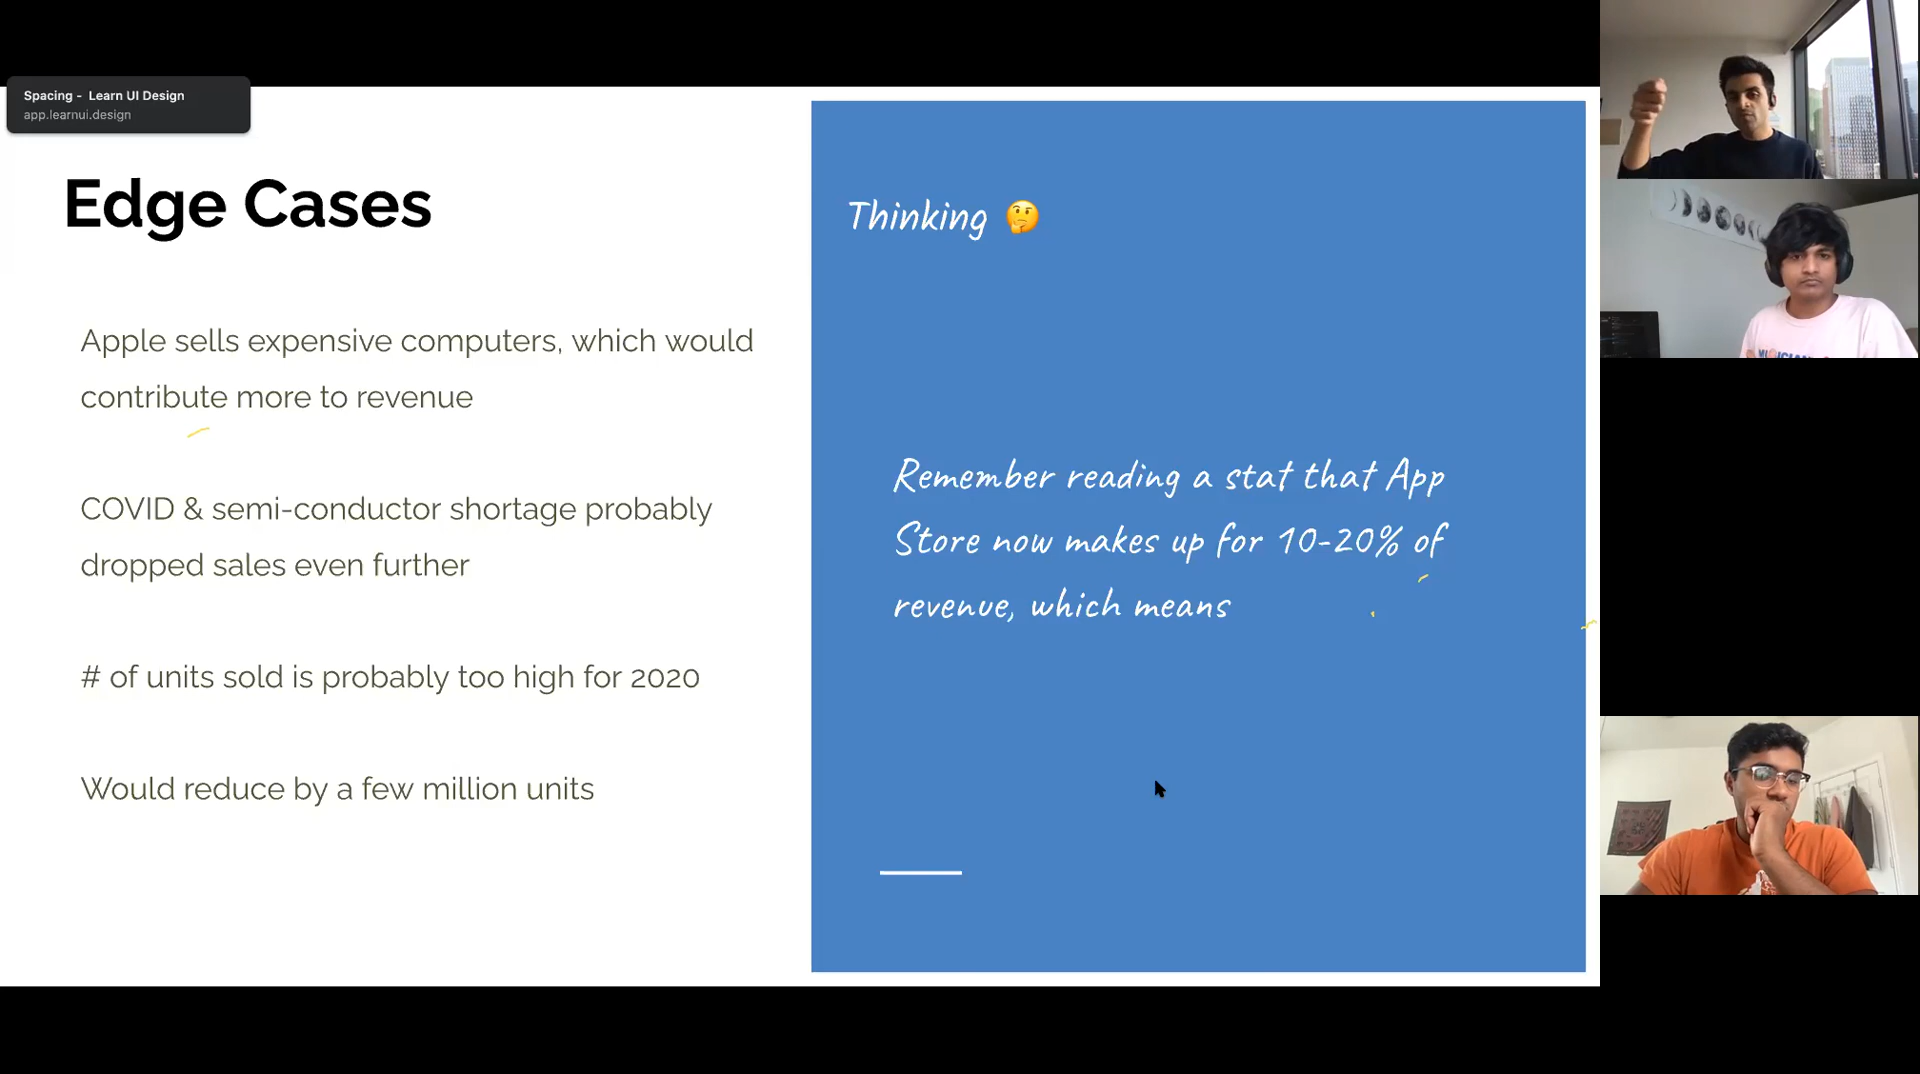 Spacing - Learn UI Design
app.learnui.design
Edge Cases
Apple sells expensive computers, which would
contribute more to revenue
COVID & semi-conductor shortage probably
dropped sales even further
# of units sold is probably too high for 2020
Would reduce by a few million units
Thinking 🤔
Remember reading a stat that App
Store now makes up for 10-20% of
revenue, which means